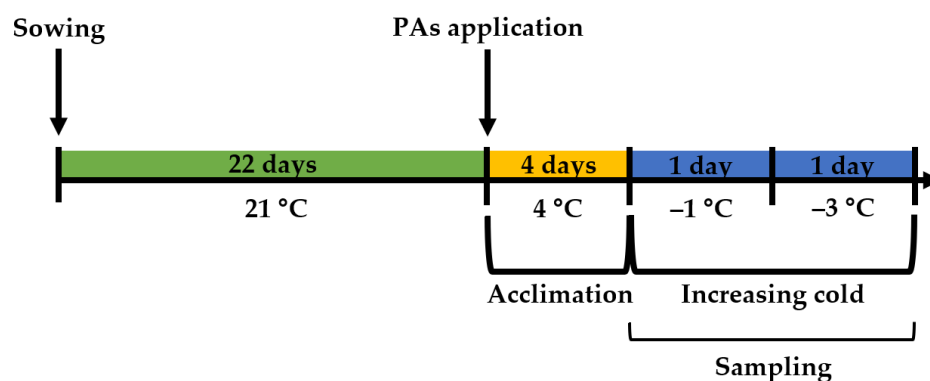 Sowing PAs application
22 days 4 days 1 day 1 day
21 °C 4 °C –1 °C –3 °C
Acclimation Increasing cold
Sampling